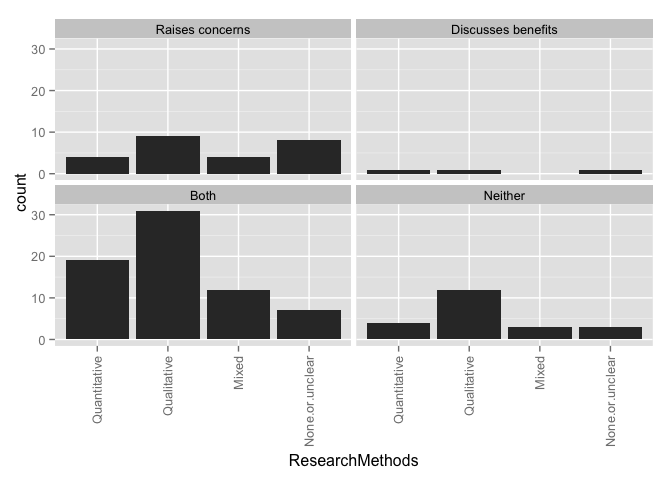 Raises concerns
Discusses benefits
30
20
10
0
Both
Neither
30
20
10
0
count
Quantitative
Qualitative
Mixed
None.or.unclear
Quantitative
Qualitative
Mixed
None.or.unclear
ResearchMethods